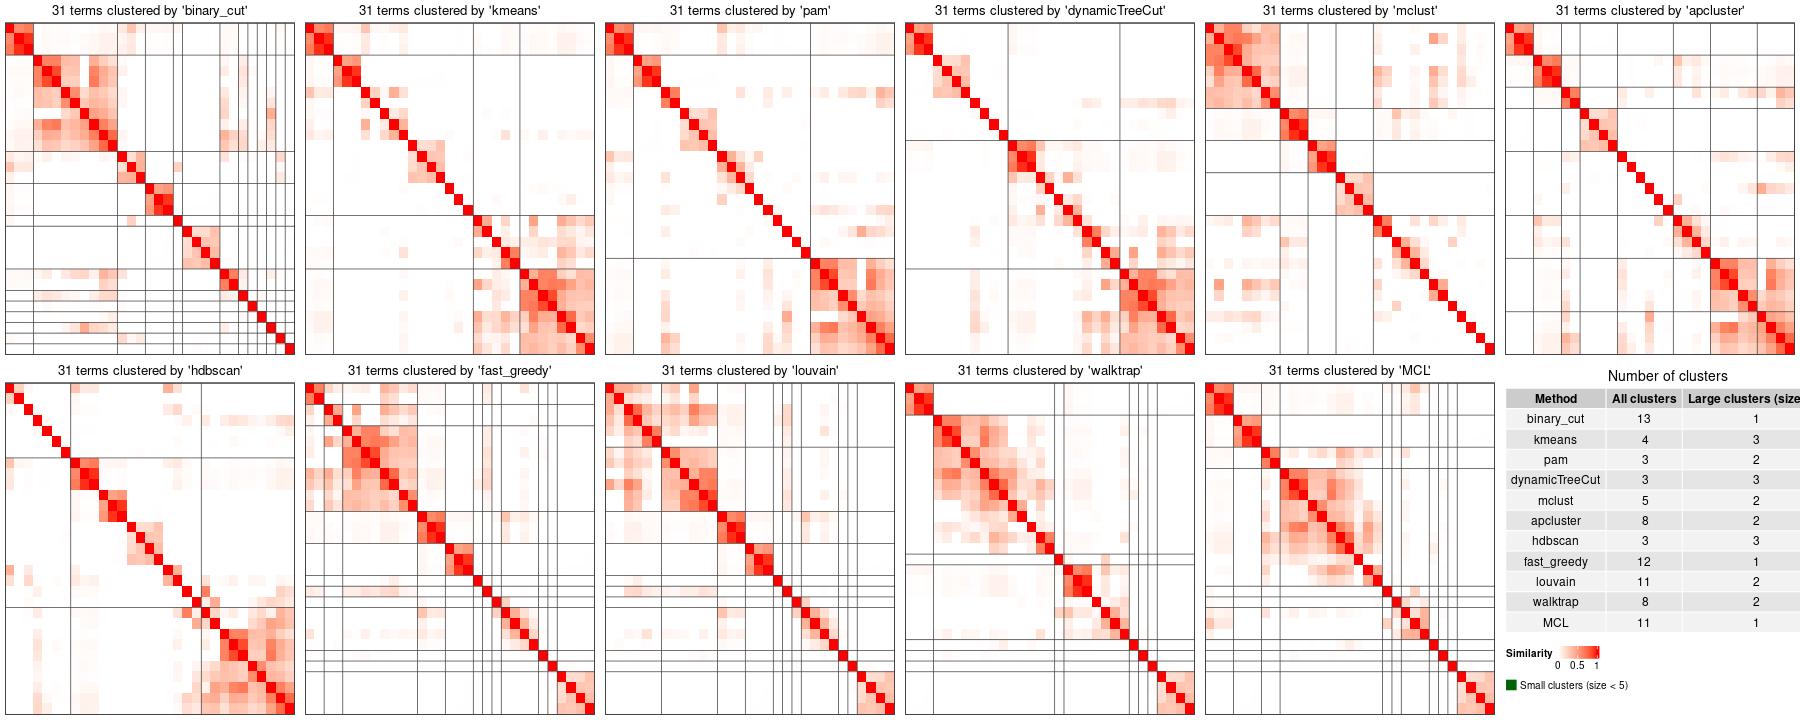 31 terms clustered by 'binary_cut'
31 terms clustered by 'kmeans'
31 terms clustered by 'pam'
31 terms clustered by 'dynamicTreeCut'
31 terms clustered by 'mclust'
31 terms clustered by 'apcluster'
31 terms clustered by 'hdbscan'
31 terms clustered by 'fast_greedy'
31 terms clustered by 'louvain'
31 terms clustered by 'walktrap'
31 terms clustered by 'MCL'
Number of clusters
Method All clusters Large clusters (size
binary_cut 13 1
kmeans 4 3
pam 3 2
dynamicTreeCut 3 3
mclust 5 2
apcluster 8 2
hdbscan 3 3
fast_greedy 12 1
louvain 11 2
walktrap 8 2
MCL 11 1
Similarity
0 0.5 1
Small clusters (size < 5)